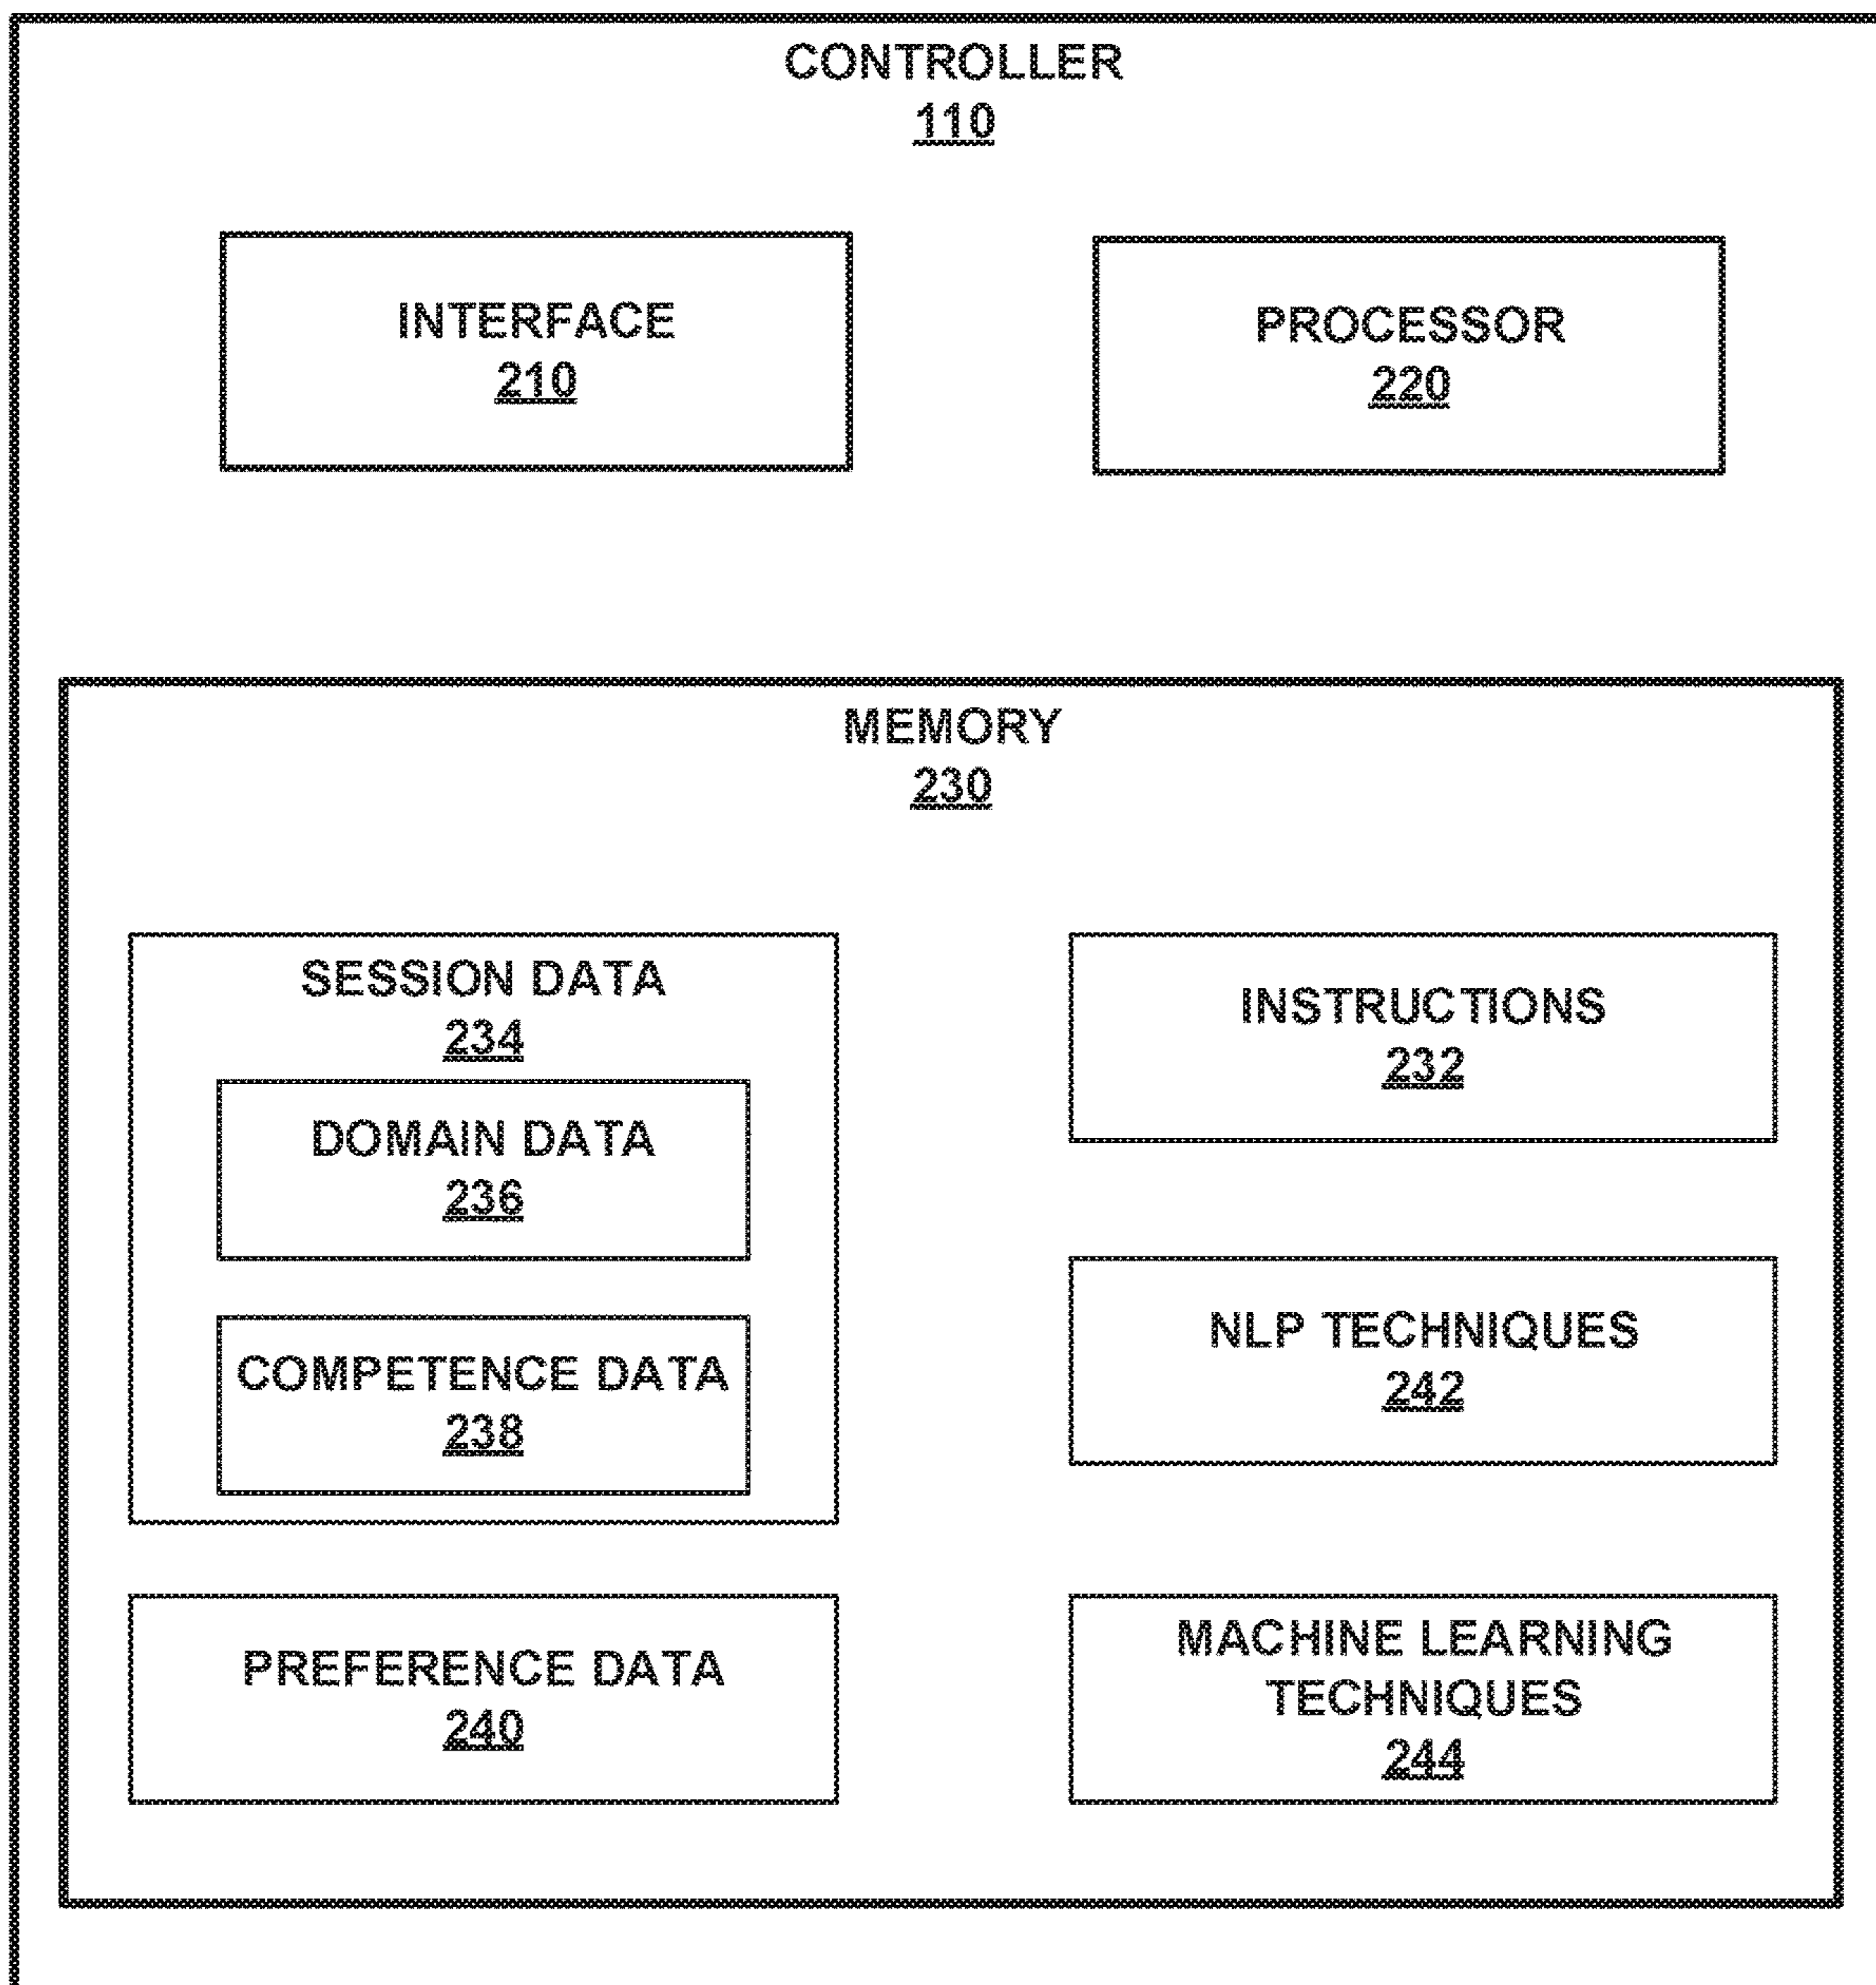 CONTROLLER
110
INTERFACE
210
PROCESSOR
220
MEMORY
230
SESSION DATA
234
DOMAIN DATA
236
COMPETENCE DATA
238
PREFERENCE DATA
240
INSTRUCTIONS
232
NLP TECHNIQUES
242
MACHINE LEARNING
TECHNIQUES
244